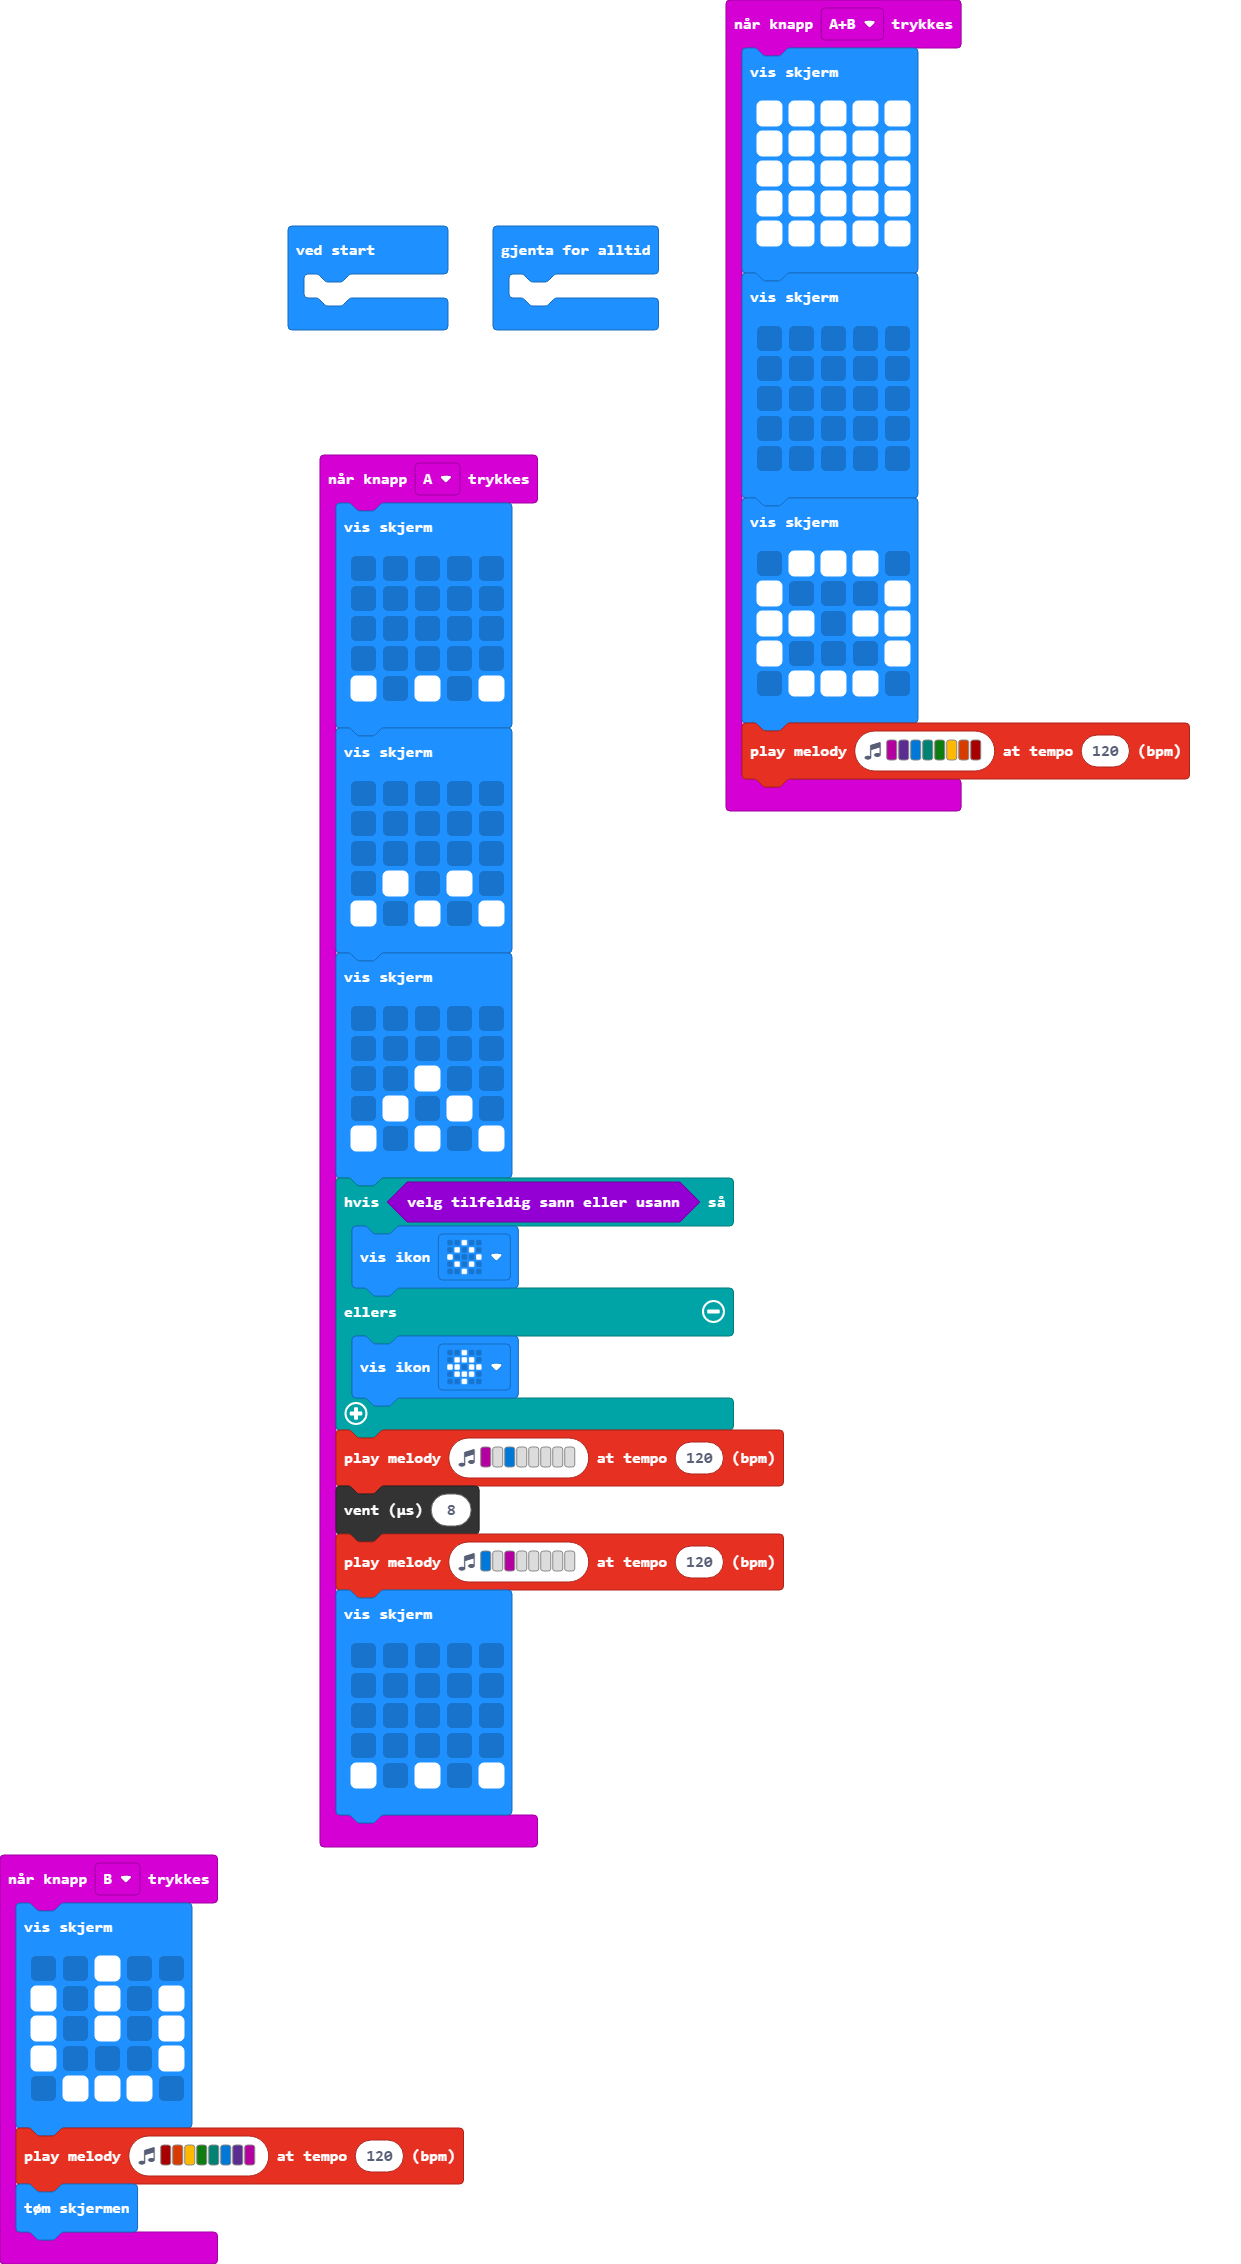 når knapp A+B trykkes
vis skjerm
vis skjerm
vis skjerm
play melody at tempo 120 (bpm)
ved start
gjenta for alltid
når knapp A trykkes
vis skjerm
vis skjerm
vis skjerm
hvis velg tilfeldig sann eller usann så
vis ikon
ellers
vis ikon
play melody at tempo 120 (bpm)
vent (µs) 8
play melody at tempo 120 (bpm)
vis skjerm
når knapp B trykkes
vis skjerm
play melody at tempo 120 (bpm)
tøm skjermen